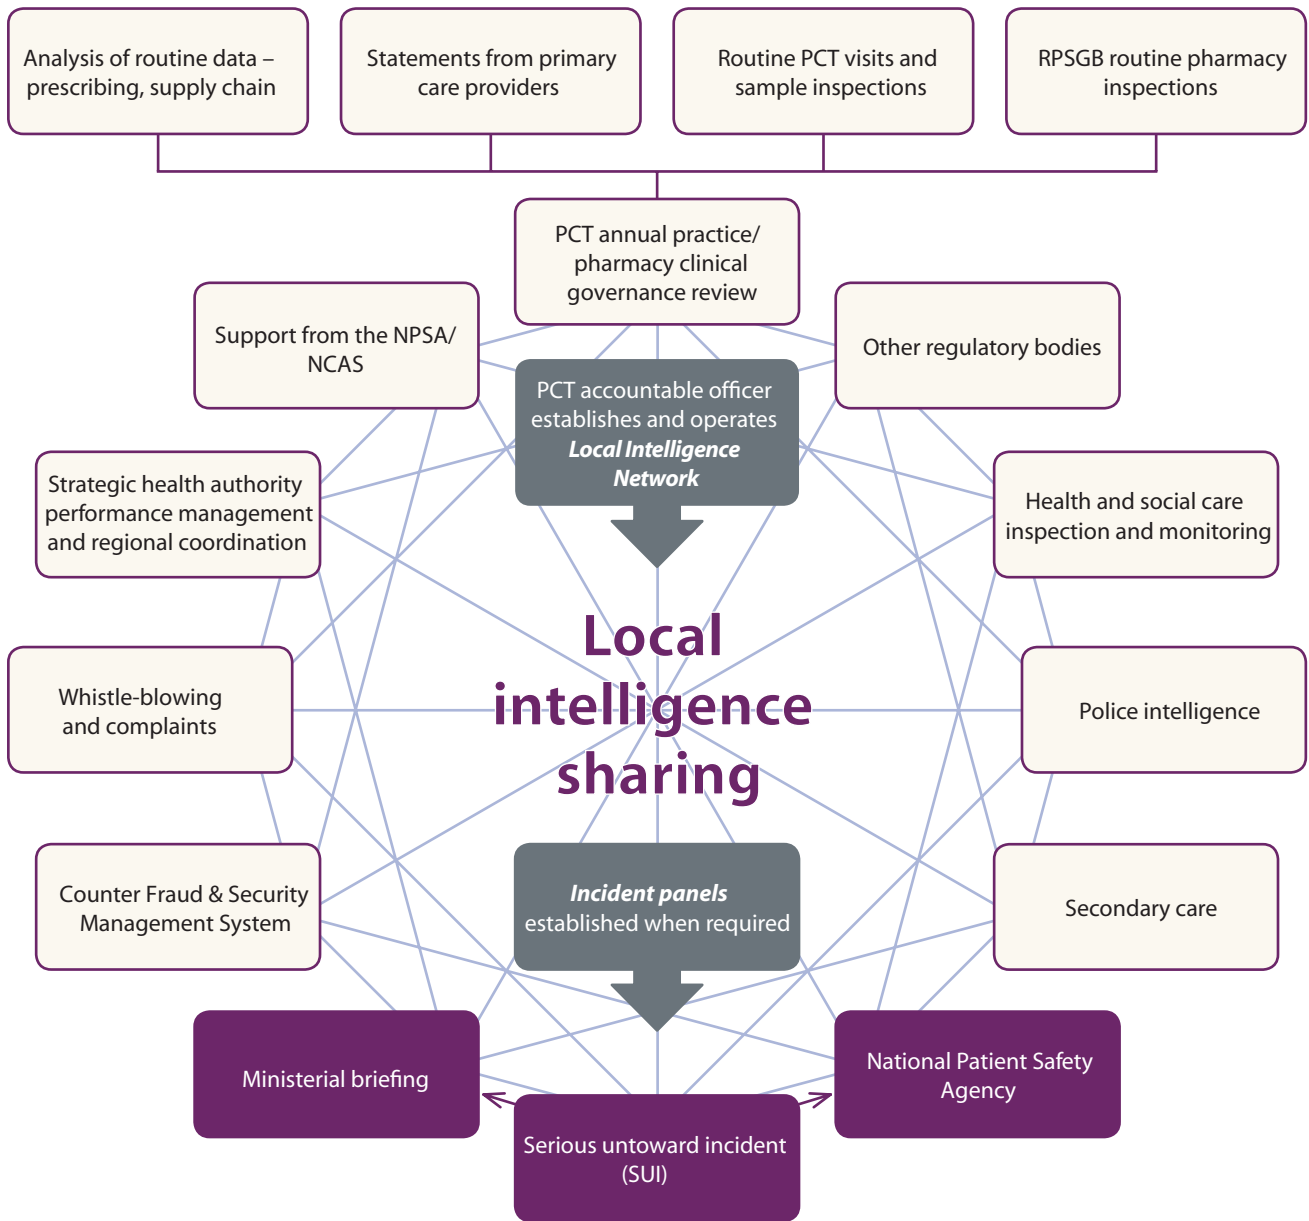 Analysis of routine data –
prescribing, supply chain
Statements from primary
care providers
Routine PCT visits and
sample inspections
RPSGB routine pharmacy
inspections
PCT annual practice/
pharmacy clinical
governance review
Support from the NPSA/
NCAS
Other regulatory bodies
PCT accountable officer
establishes and operates
Local Intelligence
Network
Strategic health authority
performance management
and regional coordination
Health and social care
inspection and monitoring
Local
intelligence
sharing
Whistle-blowing
and complaints
Police intelligence
Counter Fraud & Security
Management System
Incident panels
established when required
Secondary care
Ministerial briefing
National Patient Safety
Agency
Serious untoward incident
(SUI)